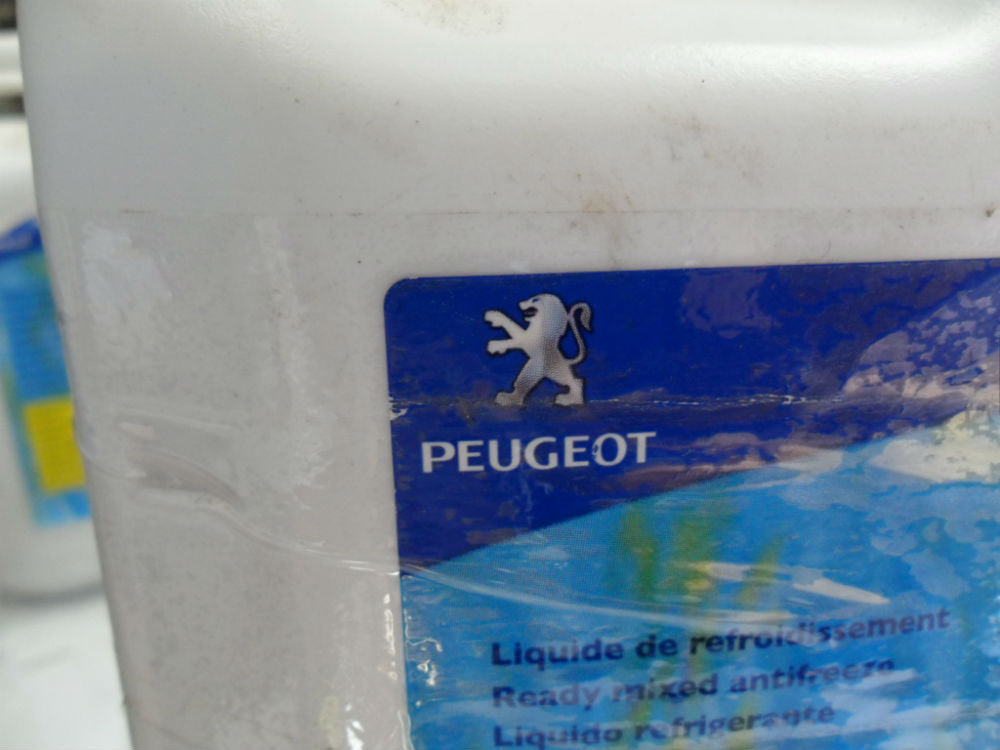 PEUGEOT
Liquide de refroidissement
Ready mixed antifreeze
Liquido refrigerante